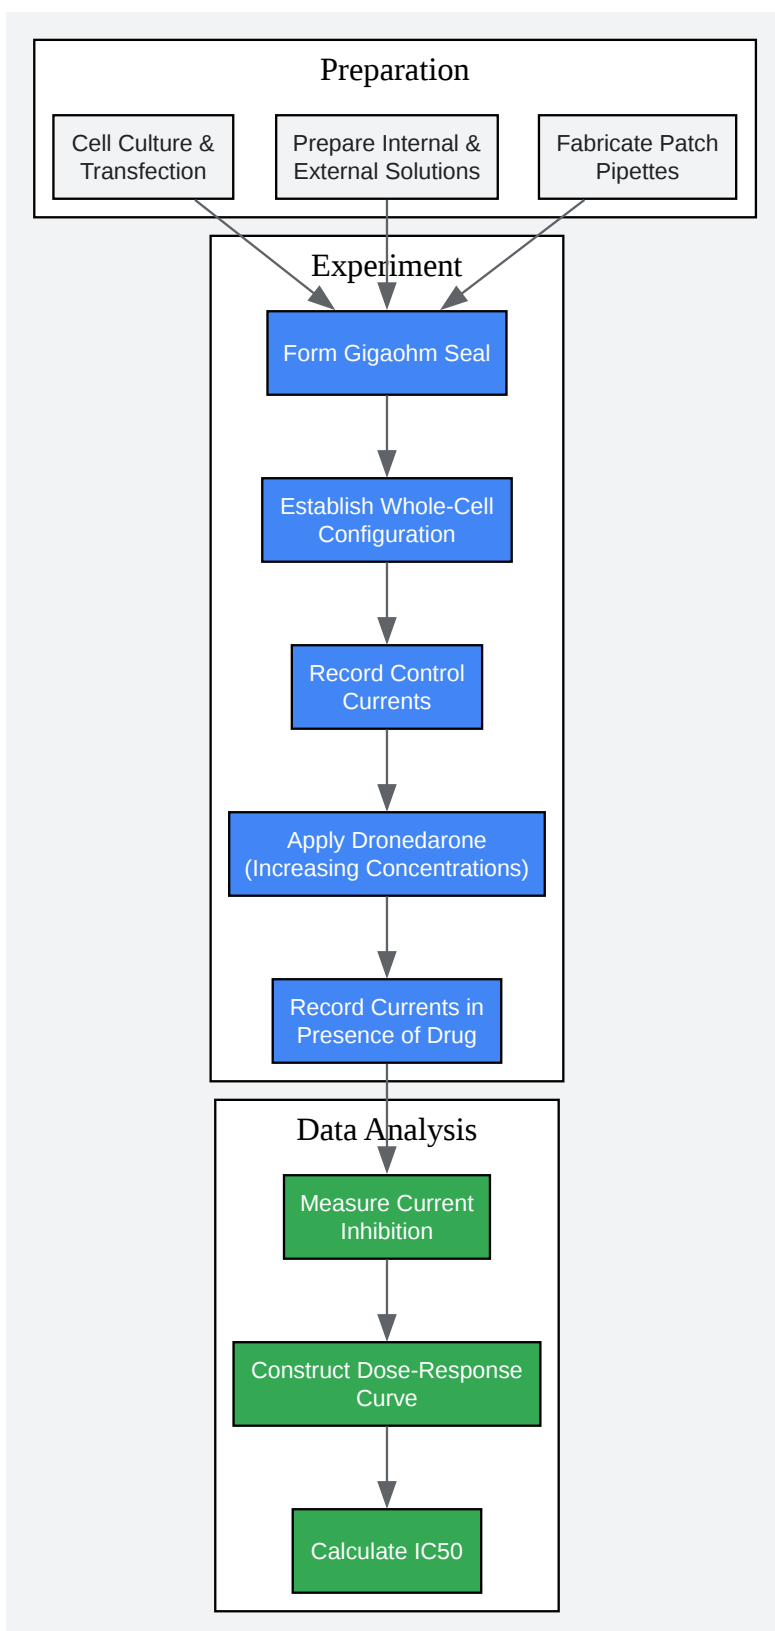 Preparation
Cell Culture &
Transfection
Prepare Internal &
External Solutions
Fabricate Patch
Pipettes
Experiment
Form Gigaohm Seal
Establish Whole-Cell
Configuration
Record Control
Currents
Apply Dronedarone
(Increasing Concentrations)
Record Currents in
Presence of Drug
Data Analysis
Measure Current
Inhibition
Construct Dose-Response
Curve
Calculate IC50